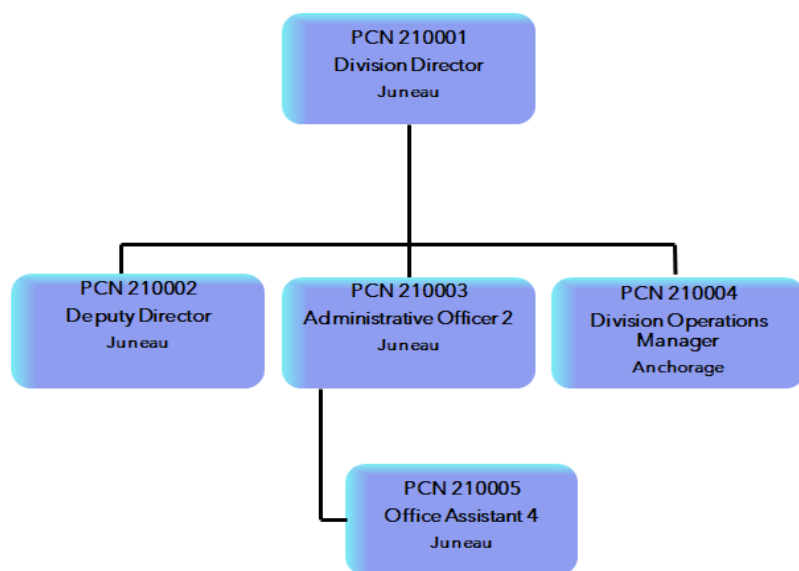 PCN 210001
Division Director
Juneau
PCN 210002
Deputy Director
Juneau
PCN 210003
Administrative Officer 2
Juneau
PCN 210004
Division Operations
Manager
Anchorage
PCN 210005
Office Assistant 4
Juneau